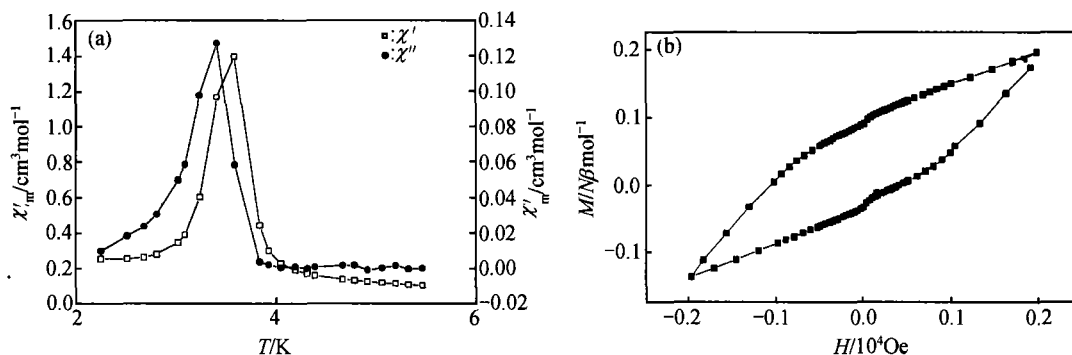 (a)
□:χ′
●:χ″
χ′m/cm³mol⁻¹
1.6
1.4
1.2
1.0
0.8
0.6
0.4
0.2
0.0
0.14
0.12
0.10
0.08
0.06
0.04
0.02
0.00
−0.02
χ′m/cm³mol⁻¹
2 4 6
T/K
(b)
M/Nβmol⁻¹
0.2
0.1
0.0
−0.1
−0.2 −0.1 0.0 0.1 0.2
H/10⁴Oe